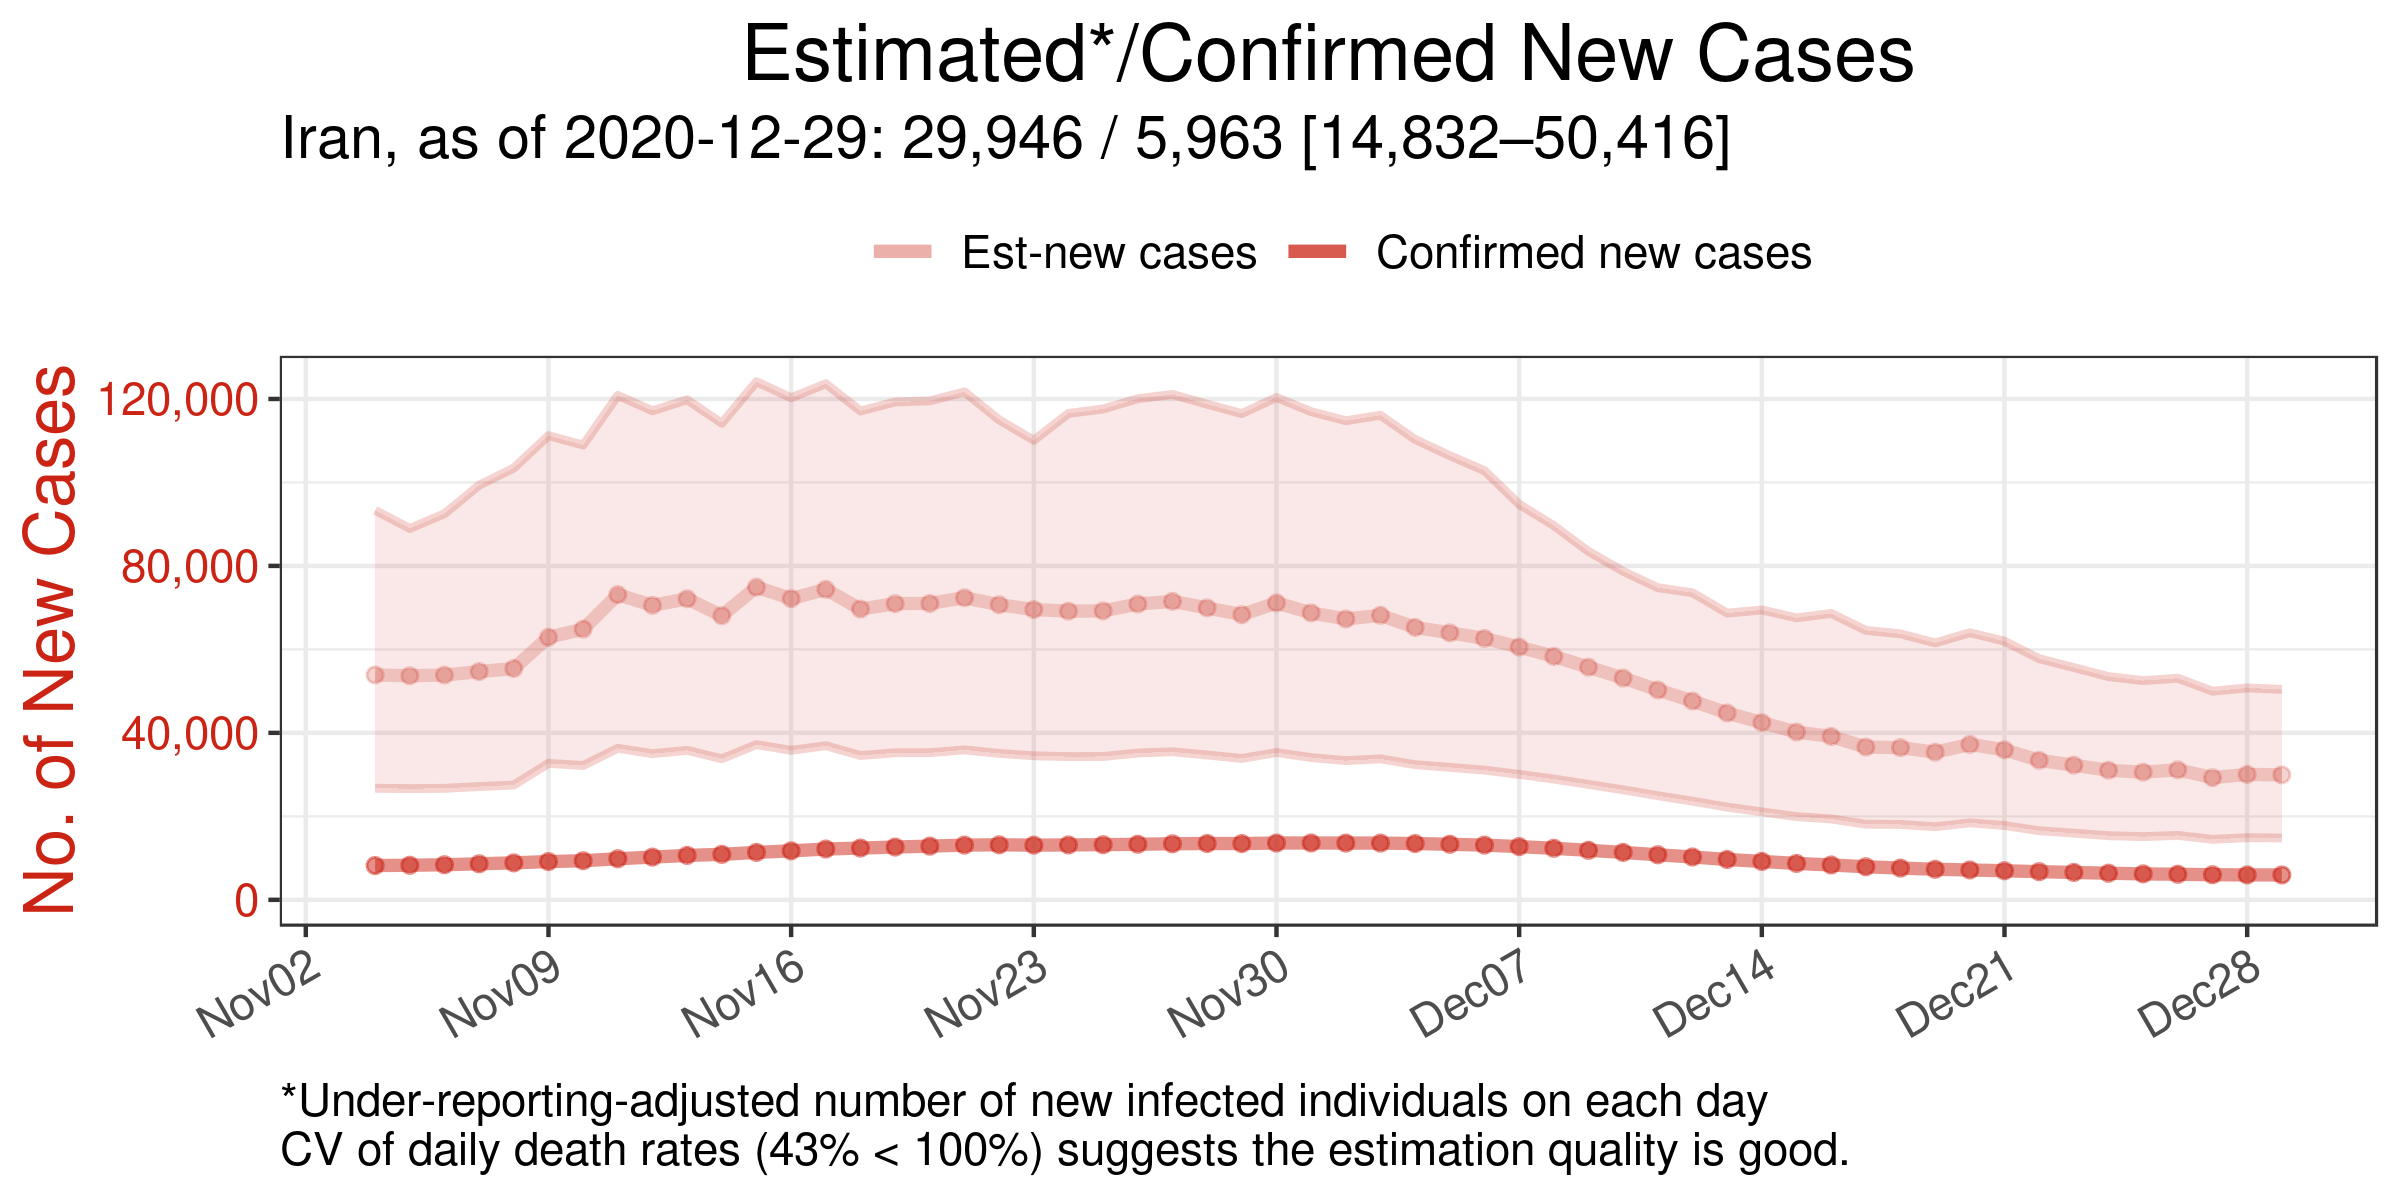 Estimated*/Confirmed New Cases
Iran, as of 2020-12-29: 29,946 / 5,963 [14,832–50,416]
Est-new cases
Confirmed new cases
No. of New Cases
120,000
80,000
40,000
0
Nov02
Nov09
Nov16
Nov23
Nov30
Dec07
Dec14
Dec21
Dec28
*Under-reporting-adjusted number of new infected individuals on each day
CV of daily death rates (43% < 100%) suggests the estimation quality is good.